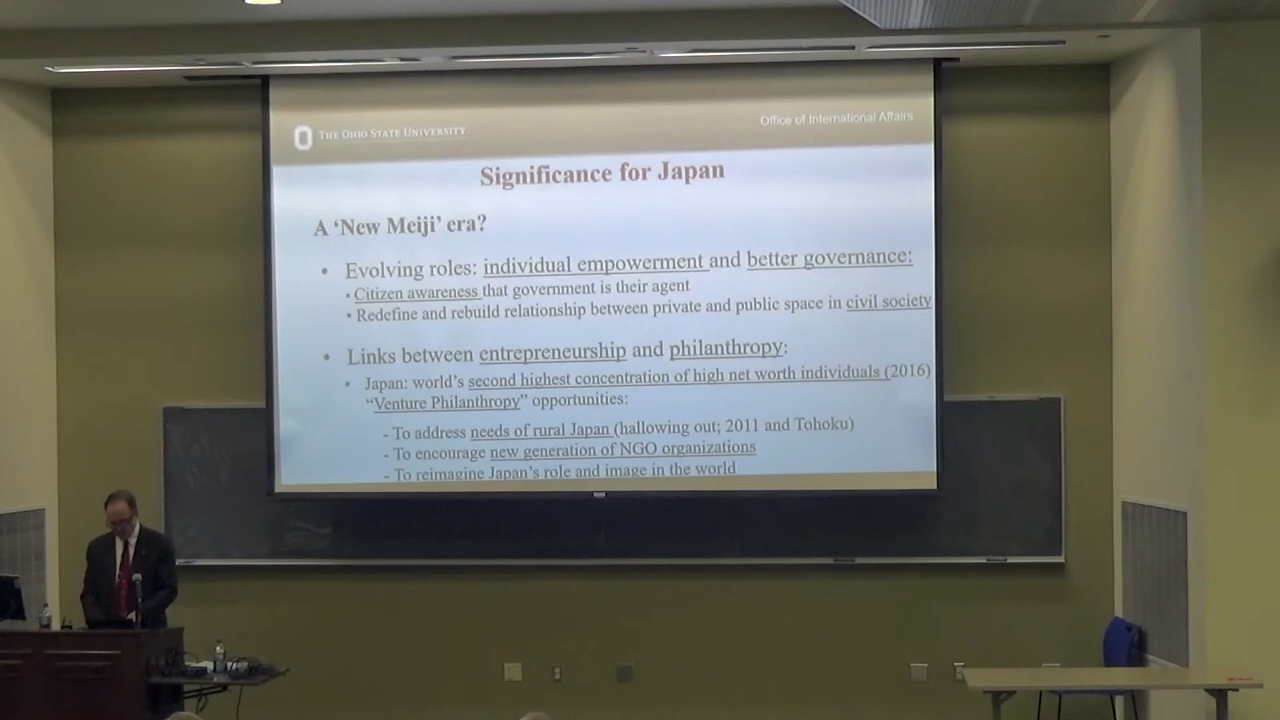 THE OHIO STATE UNIVERSITY
Office of International Affairs
Significance for Japan
A ‘New Meiji’ era?
• Evolving roles: individual empowerment and better governance:
• Citizen awareness that government is their agent
• Redefine and rebuild relationship between private and public space in civil society
• Links between entrepreneurship and philanthropy:
• Japan: world’s second highest concentration of high net worth individuals (2016)
“Venture Philanthropy” opportunities:
- To address needs of rural Japan (hallowing out; 2011 and Tohoku)
- To encourage new generation of NGO organizations
- To reimagine Japan’s role and image in the world